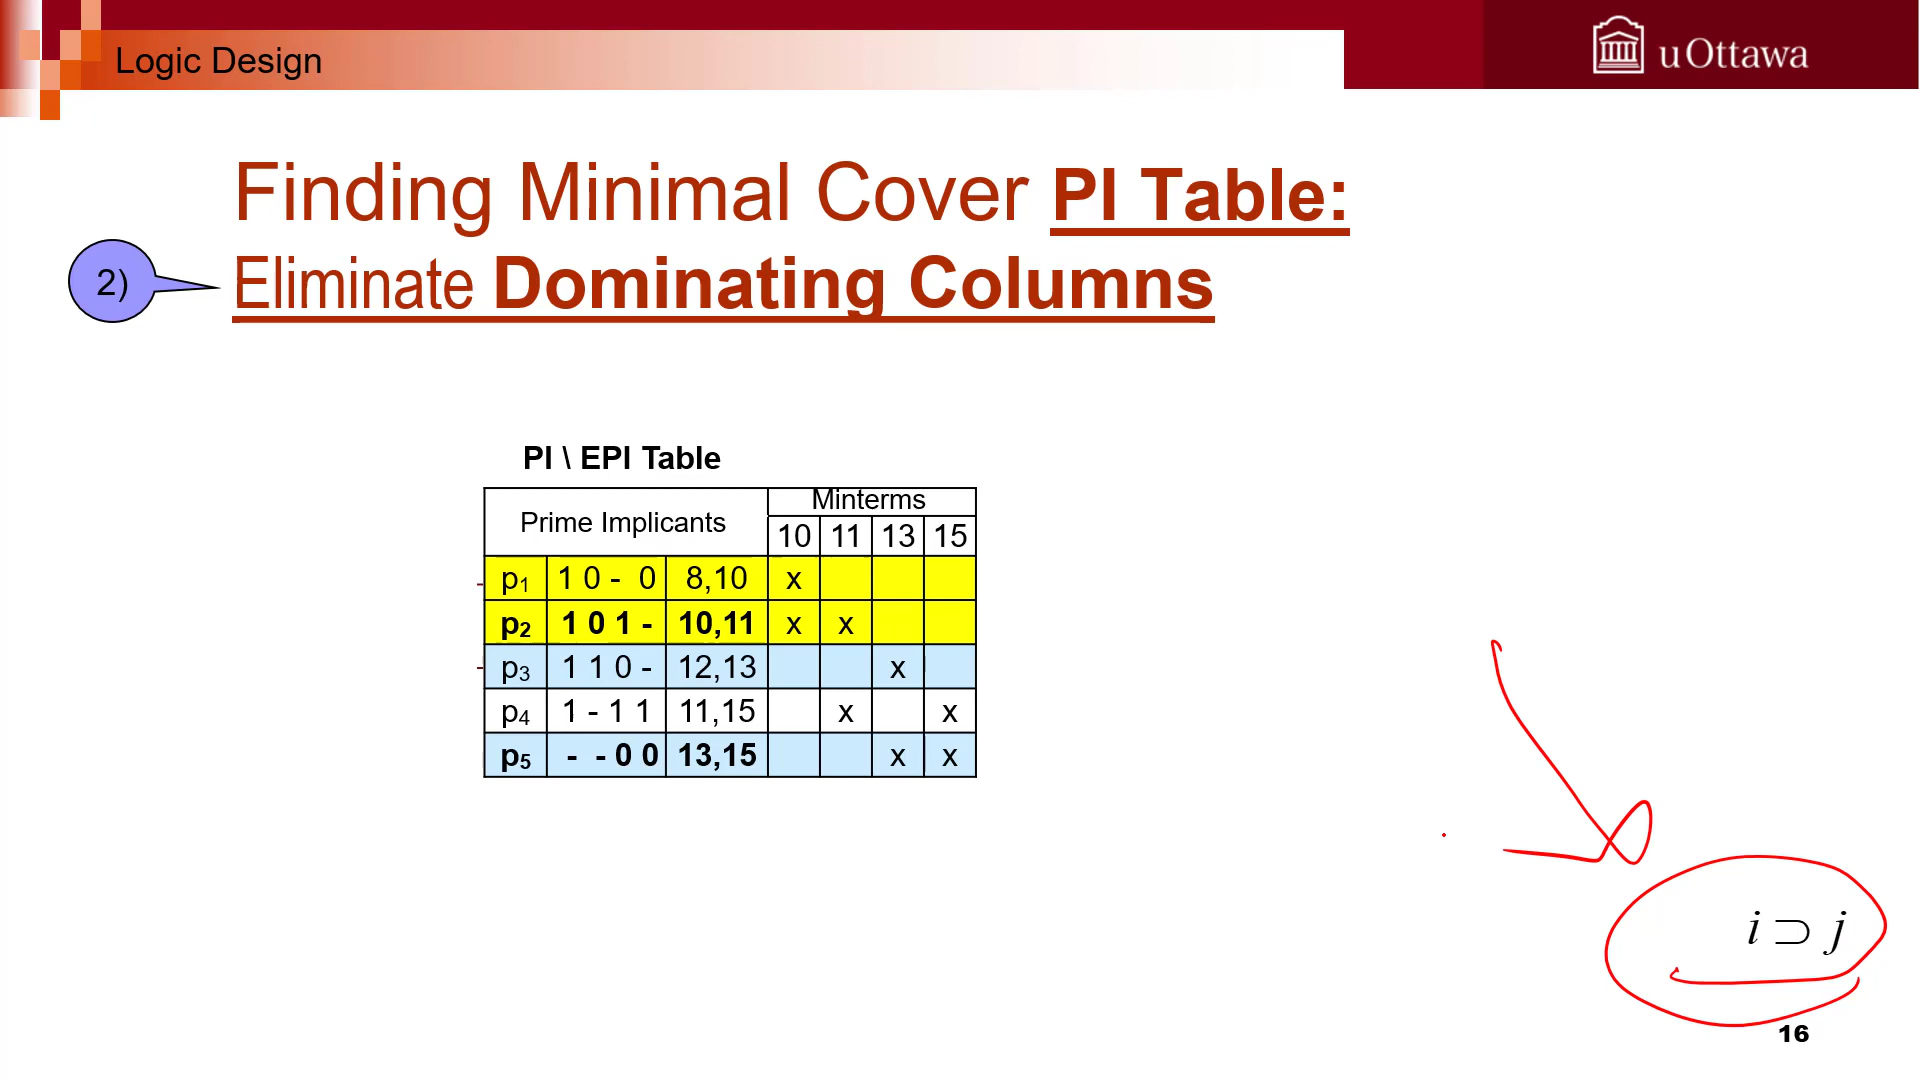 Logic Design
uOttawa
Finding Minimal Cover PI Table:
2)
Eliminate Dominating Columns
PI \ EPI Table
Prime Implicants Minterms
10 11 13 15
p₁ 1 0 - 0 8,10 x
p₂ 1 0 1 - 10,11 x x
p₃ 1 1 0 - 12,13 x
p₄ 1 - 1 1 11,15 x x
p₅ - - 0 0 13,15 x x
i ⊃ j
16